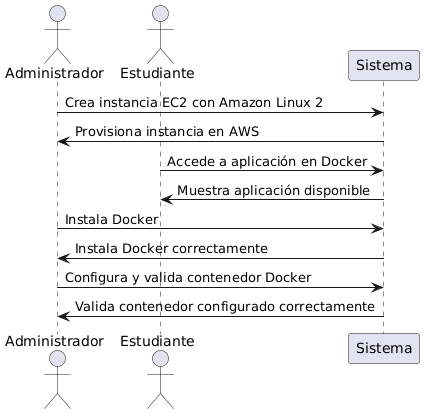 Administrador
Estudiante
Sistema
Crea instancia EC2 con Amazon Linux 2
Provisiona instancia en AWS
Accede a aplicación en Docker
Muestra aplicación disponible
Instala Docker
Instala Docker correctamente
Configura y valida contenedor Docker
Valida contenedor configurado correctamente
Administrador
Estudiante
Sistema